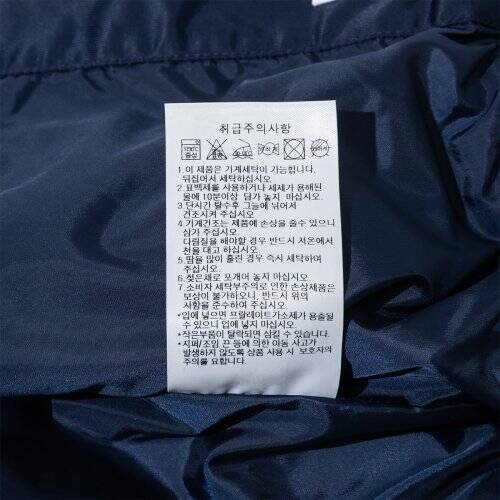 취급주의사항
1.이 제품은 기계세탁이 가능합니다.
뒤집어서 세탁하십시오
2.표백제를 사용하거나 세제가 용해된
물에 10분이상 담가 놓지 마십시오.
3.단시간 탈수후 그늘에 뉘어서
건조시켜 주십시오
4.기계건조는 제품에 손상을 줄수 있으니
삼가 주십시오.
다림질을 해야할 경우 반드시 저온에서
천을 대고 하십시오
5.땀을 많이 흘린 경우 즉시 세탁하여
주십시오.
6.젖은채로 포개어 놓지 마십시오
7.소비자 세탁부주의로 인한 손상제품은
보상이 불가하오니, 반드시 위의
사항을 준수하여 주십시오.
*입에 넣으면 프탈레이트가소제가 용출될
수 있으니 입에 넣지 마십시오.
*작은부품이 탈락되면 삼킬 수 있습니다.
*지퍼/조임 끈 등에 의한 아동 사고가
발생하지 않도록 상품 사용 시 보호자의
주의를 요합니다.